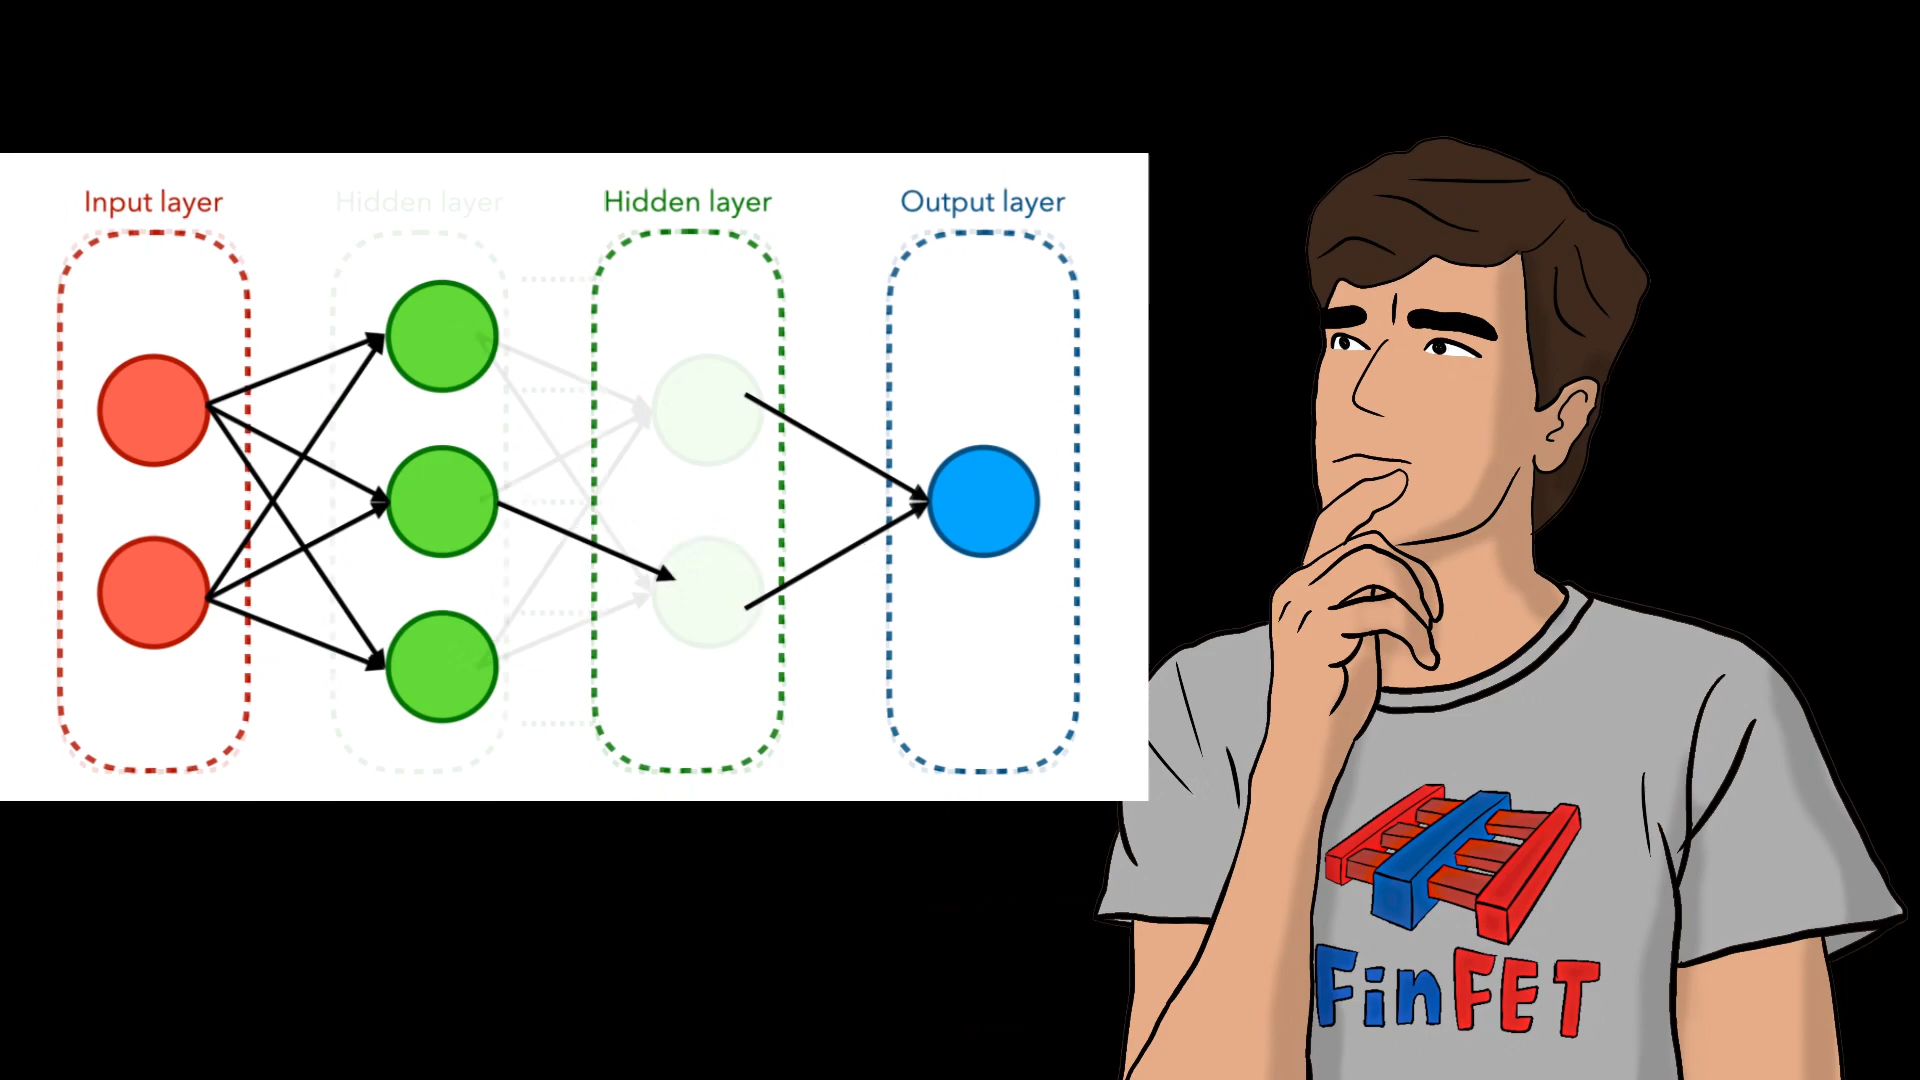 Input layer
Hidden layer
Hidden layer
Output layer
FinFET